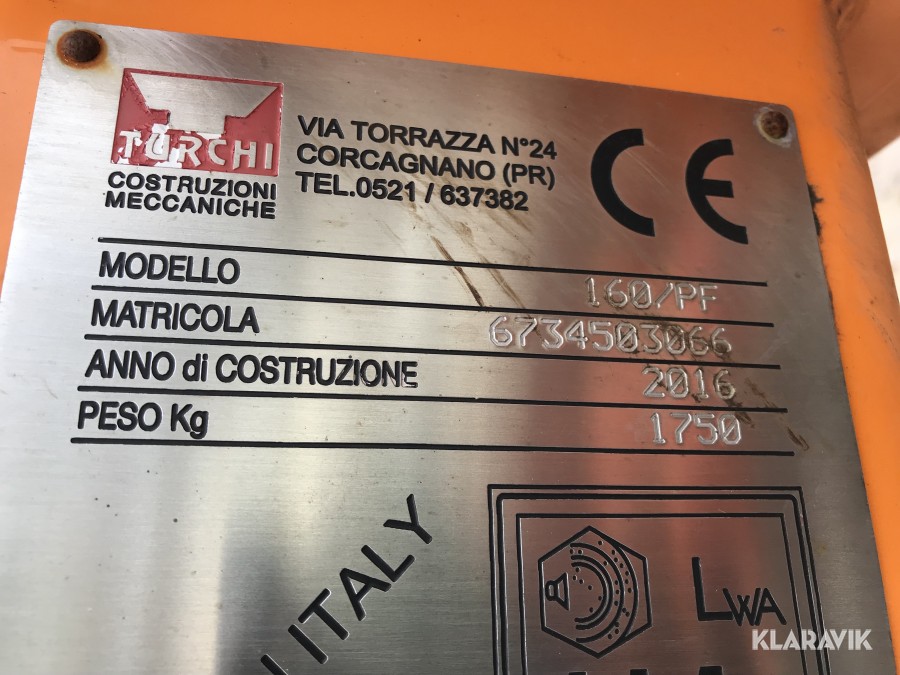 TURCHI
COSTRUZIONI
MECCANICHE
VIA TORRAZZA N°24
CORCAGNANO (PR)
TEL.0521 / 637382
CE
MODELLO 160/PF
MATRICOLA 6734503066
ANNO di COSTRUZIONE 2016
PESO Kg 1750
ITALY
LWA
KLARAVIK